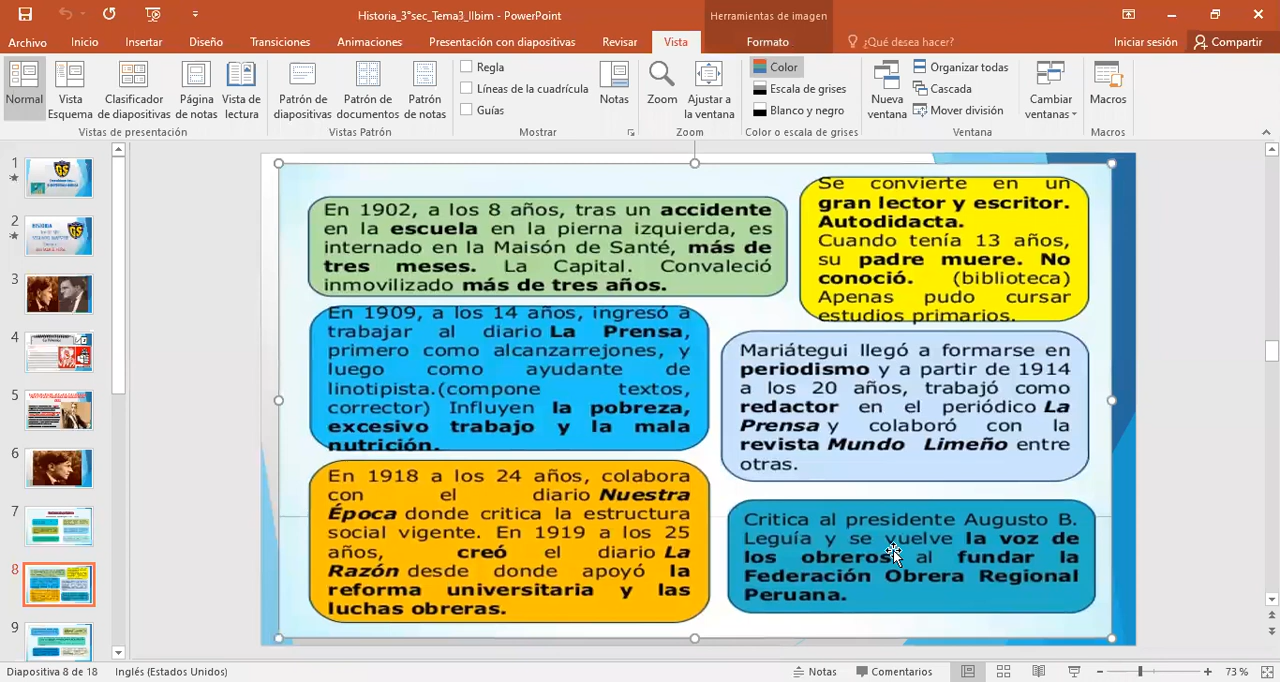 Historia_3°sec_Tema3_IIbim - PowerPoint
Herramientas de imagen
Archivo Inicio Insertar Diseño Transiciones Animaciones Presentación con diapositivas Revisar Vista Formato ¿Qué desea hacer? Iniciar sesión Compartir
Normal
Vista Esquema
Clasificador de diapositivas
Página de notas
Vista de lectura
Vistas de presentación
Patrón de diapositivas
Patrón de documentos
Patrón de notas
Vistas Patrón
Regla
Líneas de la cuadrícula
Guías
Mostrar
Notas
Zoom
Ajustar a la ventana
Zoom
Color
Escala de grises
Blanco y negro
Color o escala de grises
Nueva ventana
Organizar todas
Cascada
Mover división
Cambiar ventanas
Ventana
Macros
Macros
1
2
3
4
5
6
7
8
9
En 1902, a los 8 años, tras un accidente
en la escuela en la pierna izquierda, es
internado en la Maisón de Santé, más de
tres meses. La Capital. Convaleció
inmovilizado más de tres años.
Se convierte en un
gran lector y escritor.
Autodidacta.
Cuando tenía 13 años,
su padre muere. No
conoció. (biblioteca)
Apenas pudo cursar
estudios primarios.
En 1909, a los 14 años, ingresó a
trabajar al diario La Prensa,
primero como alcanzarrejones, y
luego como ayudante de
linotipista.(compone textos,
corrector) Influyen la pobreza,
excesivo trabajo y la mala
nutrición.
Mariátegui llegó a formarse en
periodismo y a partir de 1914
a los 20 años, trabajó como
redactor en el periódico La
Prensa y colaboró con la
revista Mundo Limeño entre
otras.
En 1918 a los 24 años, colabora
con el diario Nuestra
Época donde critica la estructura
social vigente. En 1919 a los 25
años, creó el diario La
Razón desde donde apoyó la
reforma universitaria y las
luchas obreras.
Critica al presidente Augusto B.
Leguía y se vuelve la voz de
los obreros al fundar la
Federación Obrera Regional
Peruana.
Diapositiva 8 de 18 Inglés (Estados Unidos) Notas Comentarios 73 %